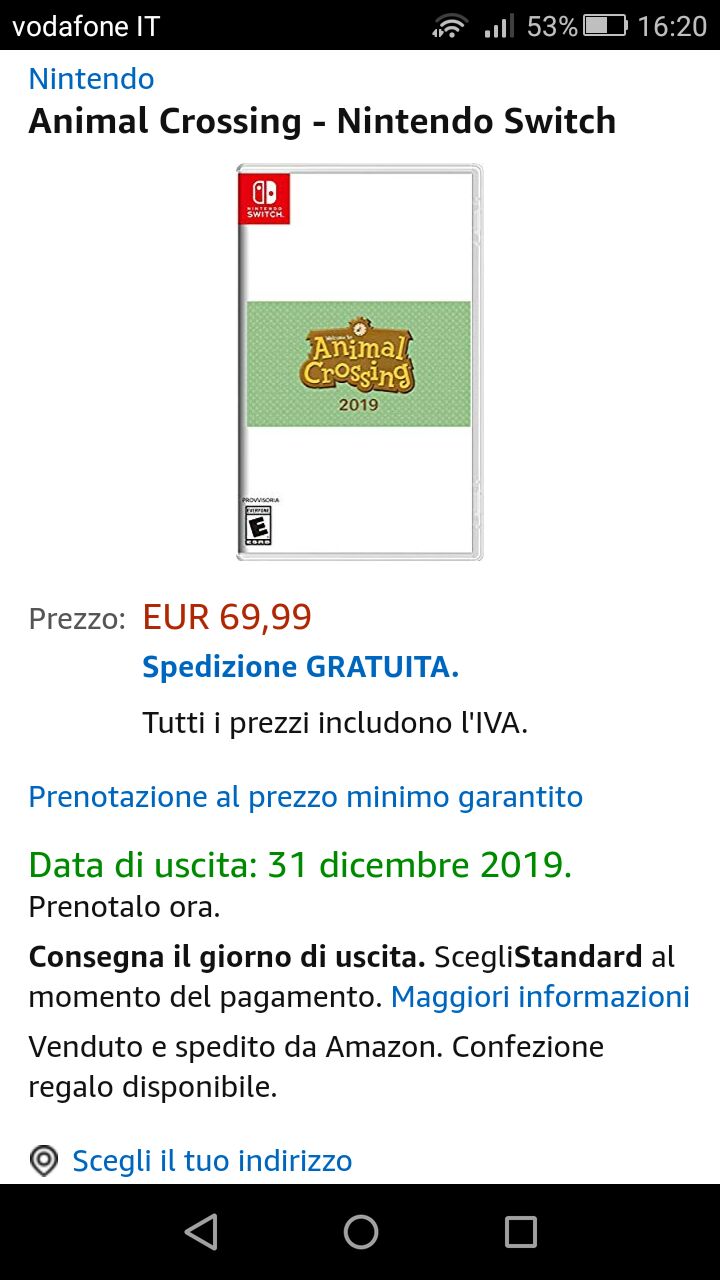 vodafone IT 53% 16:20
Nintendo
Animal Crossing - Nintendo Switch
NINTENDO
SWITCH
Welcome to
Animal
Crossing
2019
PROVVISORIA
EVERYONE
E
ESRB
Prezzo: EUR 69,99
Spedizione GRATUITA.
Tutti i prezzi includono l'IVA.
Prenotazione al prezzo minimo garantito
Data di uscita: 31 dicembre 2019.
Prenotalo ora.
Consegna il giorno di uscita. ScegliStandard al
momento del pagamento. Maggiori informazioni
Venduto e spedito da Amazon. Confezione
regalo disponibile.
Scegli il tuo indirizzo